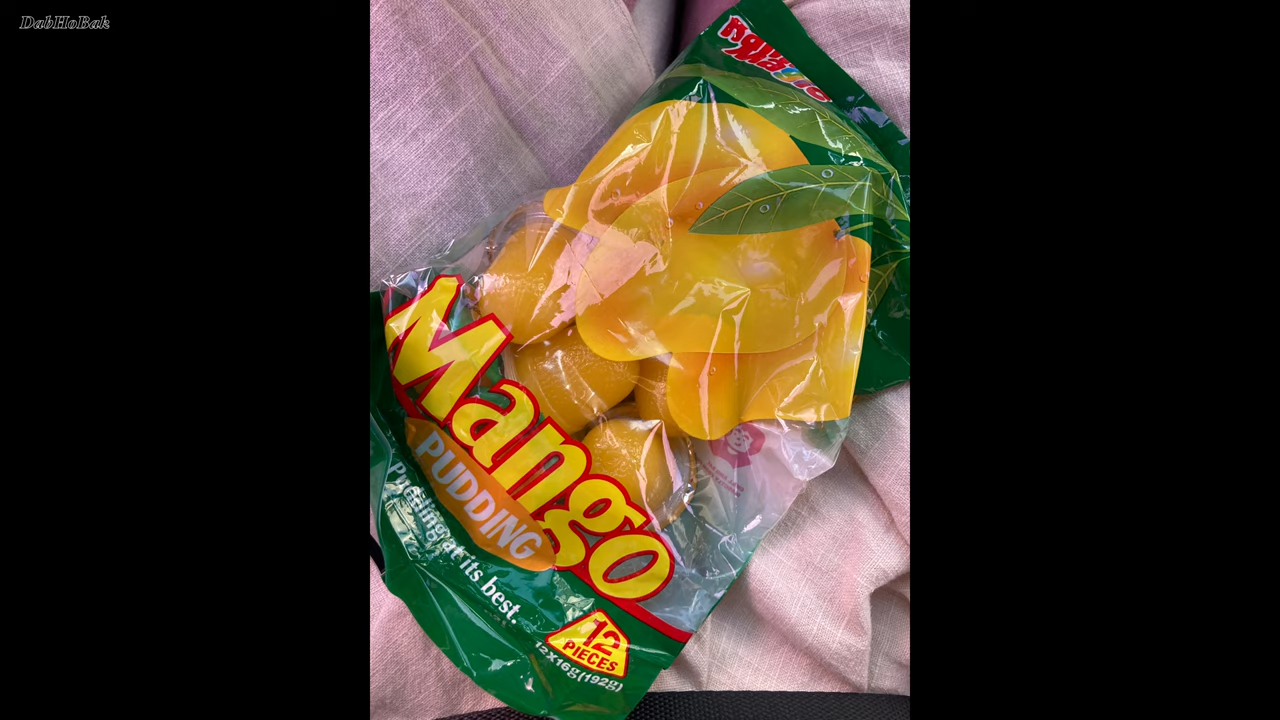 DabHoBak
Mango
PUDDING
Pudding at its best.
12
PIECES
12X16g(192g)